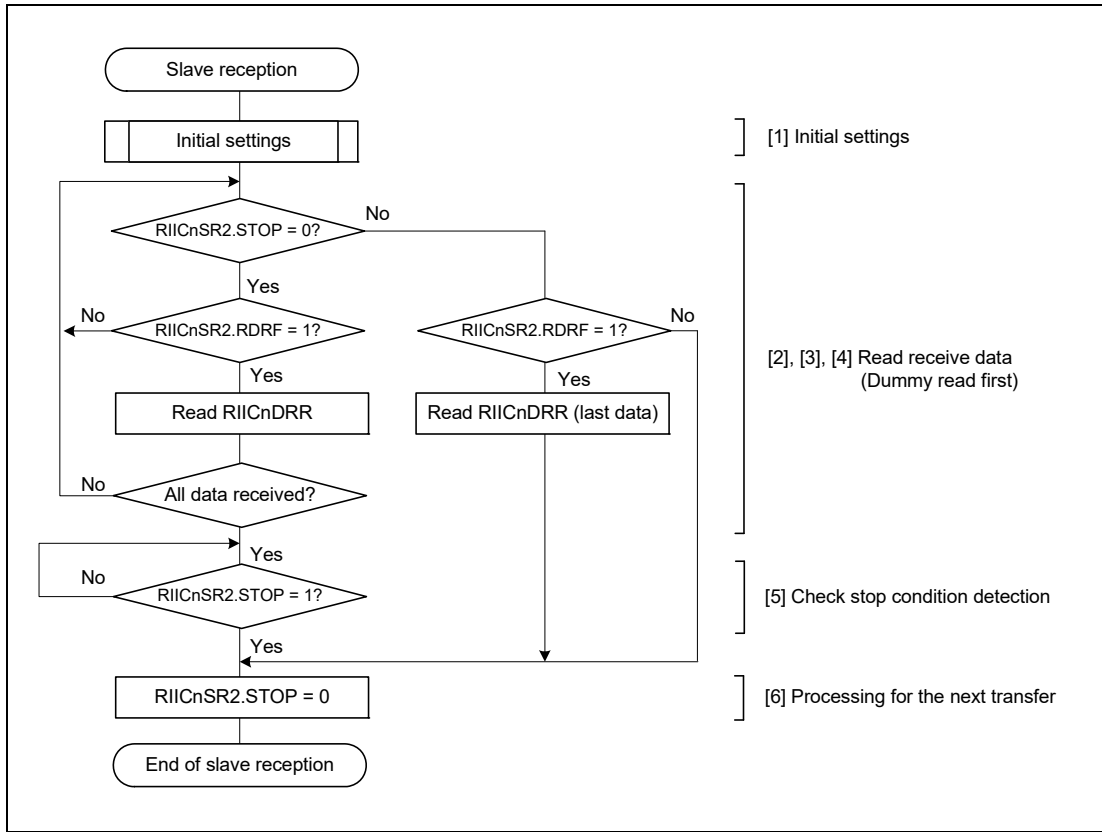 Slave reception
Initial settings
[1] Initial settings
No
RIICnSR2.STOP = 0?
Yes
No
No
RIICnSR2.RDRF = 1?
RIICnSR2.RDRF = 1?
[2], [3], [4] Read receive data
(Dummy read first)
Yes
Yes
Read RIICnDRR
Read RIICnDRR (last data)
No
All data received?
Yes
No
RIICnSR2.STOP = 1?
[5] Check stop condition detection
Yes
RIICnSR2.STOP = 0
[6] Processing for the next transfer
End of slave reception